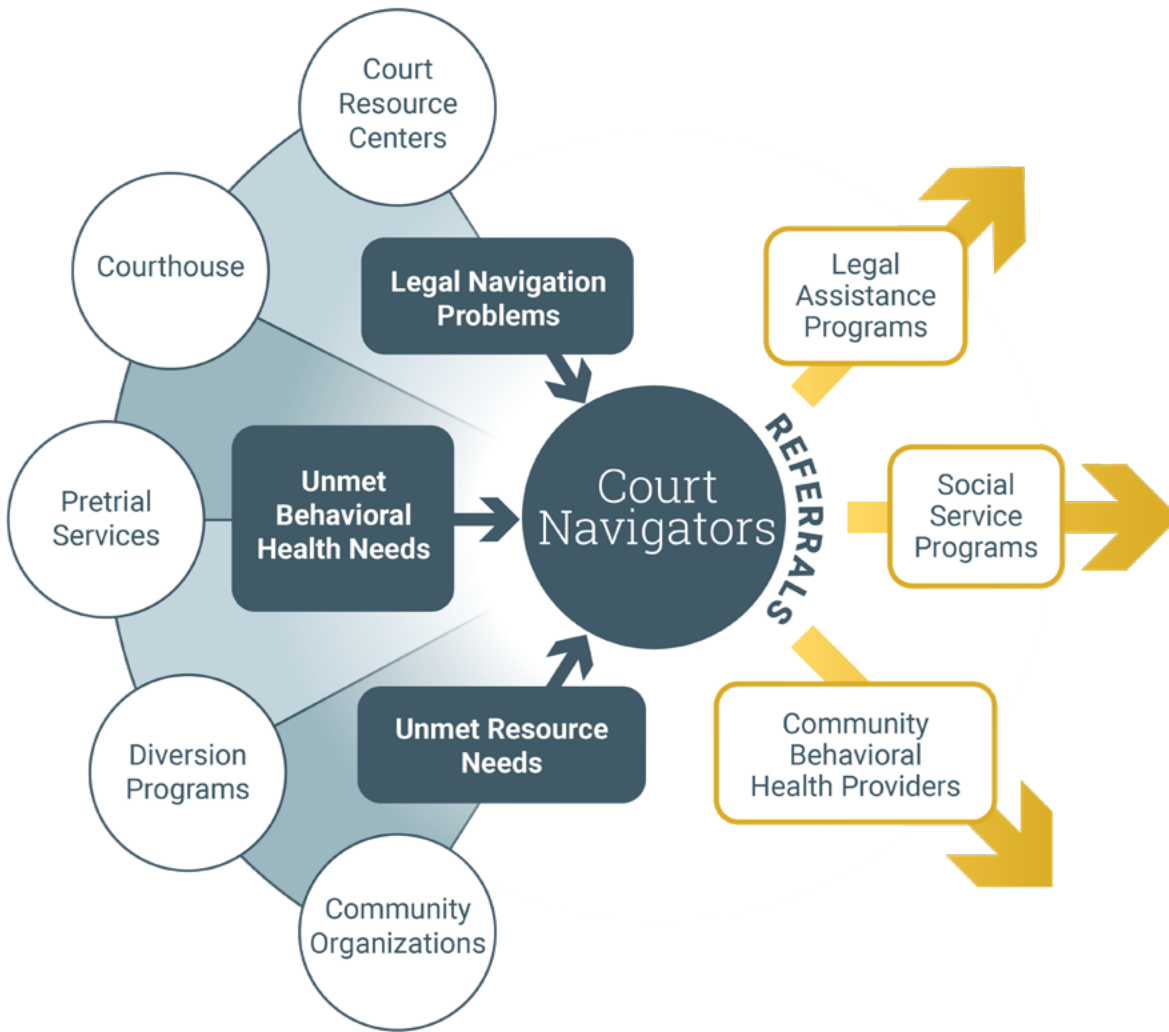 Court
Resource
Centers
Courthouse
Pretrial
Services
Diversion
Programs
Community
Organizations
Legal Navigation
Problems
Unmet
Behavioral
Health Needs
Unmet Resource
Needs
Court
Navigators
REFERRALS
Legal
Assistance
Programs
Social
Service
Programs
Community
Behavioral
Health Providers